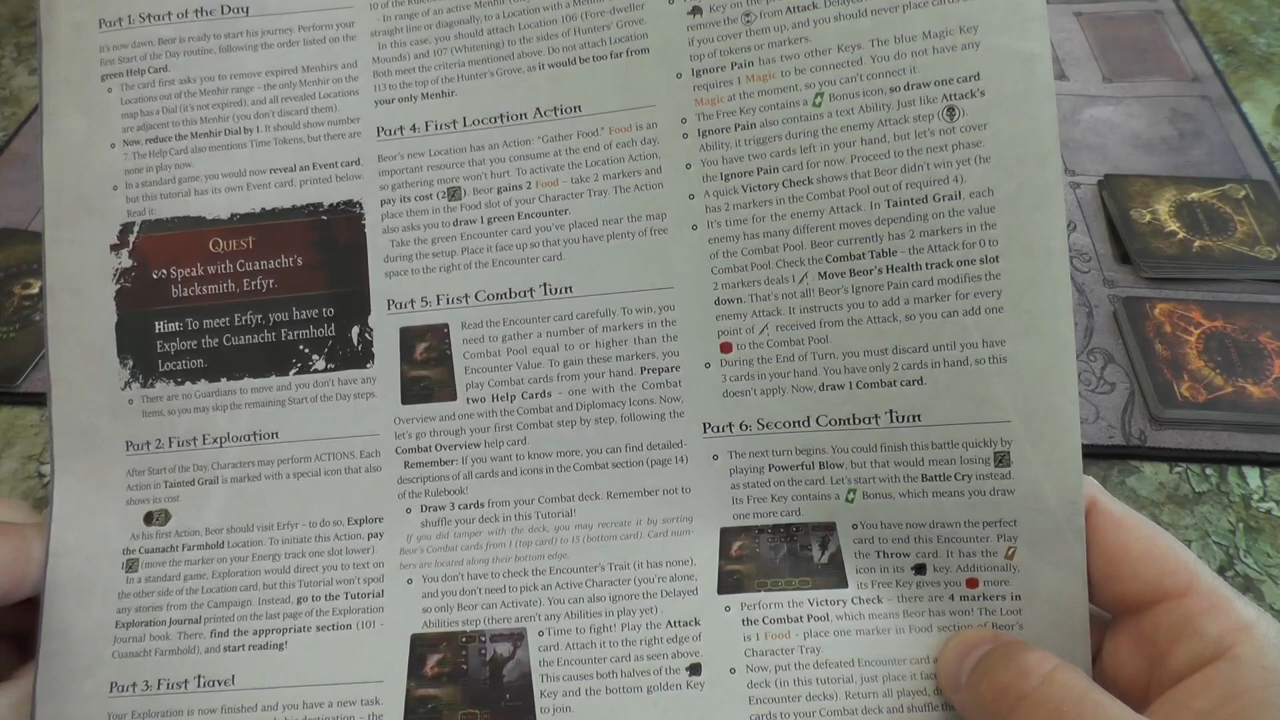 Part 1: Start of the Day
It's now dawn, Beor is ready to start his journey. Perform your
first Start of the Day routine, following the order listed on the
green Help Card.
The card first asks you to remove expired Menhirs and
Locations out of the Menhir range – the only Menhir on the
map has a Dial (it's not expired), and all revealed Locations
are adjacent to this Menhir (you don't discard them).
Now, reduce the Menhir Dial by 1. It should show number
7. The Help Card also mentions Time Tokens, but there are
none in play now.
In a standard game, you would now reveal an Event card,
but this tutorial has its own Event card, printed below.
Read it:
QUEST
Speak with Cuanacht's
blacksmith, Erfyr.
Hint: To meet Erfyr, you have to
Explore the Cuanacht Farmhold
Location.
There are no Guardians to move and you don't have any
Items, so you may skip the remaining Start of the Day steps.
Part 2: First Exploration
After Start of the Day, Characters may perform ACTIONS. Each
Action in Tainted Grail is marked with a special icon that also
shows its cost.
As his first Action, Beor should visit Erfyr – to do so, Explore
the Cuanacht Farmhold Location. To initiate this Action, pay
1 (move the marker on your Energy track one slot lower).
In a standard game, Exploration would direct you to text on
the other side of the Location card, but this Tutorial won't spoil
any stories from the Campaign. Instead, go to the Tutorial
Exploration Journal printed on the last page of the Exploration
Journal book. There, find the appropriate section (101 -
Cuanacht Farmhold), and start reading!
Part 3: First Travel
Your Exploration is now finished and you have a new task.
10 of the
- In range of an active Menhir
straight line or diagonally, to a Location with a
In this case, you should attach Location 106 (Fore-dweller
Mounds) and 107 (Whitening) to the sides of Hunters' Grove.
Both meet the criteria mentioned above. Do not attach Location
113 to the top of the Hunter's Grove, as it would be too far from
your only Menhir.
Part 4: First Location Action
Beor's new Location has an Action: "Gather Food." Food is an
important resource that you consume at the end of each day,
so gathering more won't hurt. To activate the Location Action,
pay its cost (2). Beor gains 2 Food – take 2 markers and
place them in the Food slot of your Character Tray. The Action
also asks you to draw 1 green Encounter.
Take the green Encounter card you've placed near the map
during the setup. Place it face up so that you have plenty of free
space to the right of the Encounter card.
Part 5: First Combat Turn
Read the Encounter card carefully. To win, you
need to gather a number of markers in the
Combat Pool equal to or higher than the
Encounter Value. To gain these markers, you
play Combat cards from your hand. Prepare
two Help Cards - one with the Combat
Overview and one with the Combat and Diplomacy Icons. Now,
let's go through your first Combat step by step, following the
Combat Overview help card.
Remember: If you want to know more, you can find detailed-
descriptions of all cards and icons in the Combat section (page 14)
of the Rulebook!
Draw 3 cards from your Combat deck. Remember not to
shuffle your deck in this Tutorial!
If you did tamper with the deck, you may recreate it by sorting
Beor's Combat cards from 1 (top card) to 15 (bottom card). Card num-
bers are located along their bottom edge.
You don't have to check the Encounter's Trait (it has none),
and you don't need to pick an Active Character (you're alone,
so only Beor can Activate). You can also ignore the Delayed
Abilities step (there aren't any Abilities in play yet).
Time to fight! Play the Attack
card. Attach it to the right edge of
the Encounter card as seen above.
This causes both halves of the
Key and the bottom golden Key
to join.
Key on the
remove the from Attack. Delayed
if you cover them up, and you should never place cards
top of tokens or markers.
Ignore Pain has two other Keys. The blue Magic Key
requires 1 Magic to be connected. You do not have any
Magic at the moment, so you can't connect it.
The Free Key contains a Bonus icon, so draw one card.
Ignore Pain also contains a text Ability. Just like Attack's
Ability, it triggers during the enemy Attack step ().
You have two cards left in your hand, but let's not cover
the Ignore Pain card for now. Proceed to the next phase.
A quick Victory Check shows that Beor didn't win yet (he
has 2 markers in the Combat Pool out of required 4).
It's time for the enemy Attack. In Tainted Grail, each
enemy has many different moves depending on the value
of the Combat Pool. Beor currently has 2 markers in the
Combat Pool. Check the Combat Table – the Attack for 0 to
2 markers deals 1. Move Beor's Health track one slot
down. That's not all! Beor's Ignore Pain card modifies the
enemy Attack. It instructs you to add a marker for every
point of received from the Attack, so you can add one
to the Combat Pool.
During the End of Turn, you must discard until you have
3 cards in your hand. You have only 2 cards in hand, so this
doesn't apply. Now, draw 1 Combat card.
Part 6: Second Combat Turn
The next turn begins. You could finish this battle quickly by
playing Powerful Blow, but that would mean losing
as stated on the card. Let's start with the Battle Cry instead.
Its Free Key contains a Bonus, which means you draw
one more card.
You have now drawn the perfect
card to end this Encounter. Play
the Throw card. It has the
icon in its key. Additionally,
its Free Key gives you more.
Perform the Victory Check – there are 4 markers in
the Combat Pool, which means Beor has won! The Loot
is 1 Food - place one marker in Food section of Beor's
Character Tray.
Now, put the defeated Encounter card
deck (in this tutorial, just place it
Encounter decks). Return all played,
cards to your Combat deck and shuffle